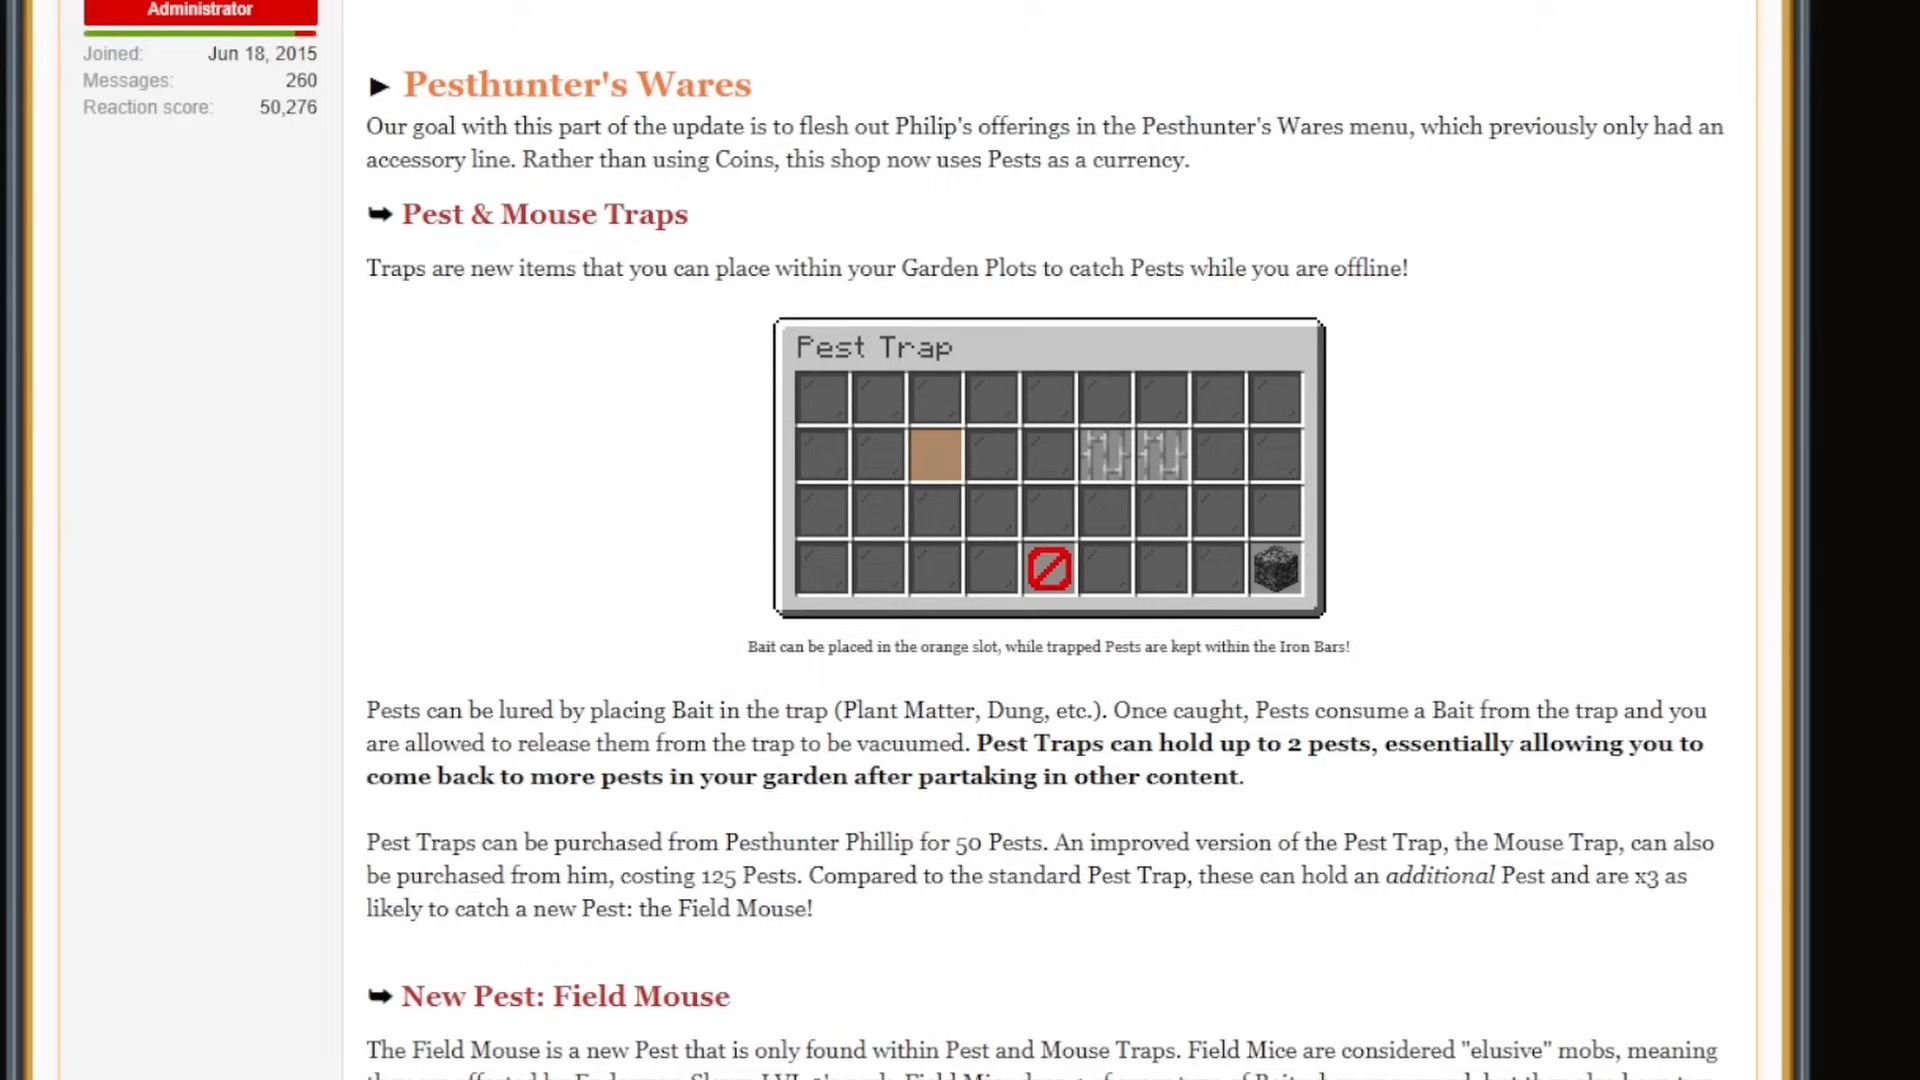 Administrator
Joined: Jun 18, 2015
Messages: 260
Reaction score: 50,276
► Pesthunter's Wares
Our goal with this part of the update is to flesh out Philip's offerings in the Pesthunter's Wares menu, which previously only had an
accessory line. Rather than using Coins, this shop now uses Pests as a currency.
➥ Pest & Mouse Traps
Traps are new items that you can place within your Garden Plots to catch Pests while you are offline!
Pest Trap
Bait can be placed in the orange slot, while trapped Pests are kept within the Iron Bars!
Pests can be lured by placing Bait in the trap (Plant Matter, Dung, etc.). Once caught, Pests consume a Bait from the trap and you
are allowed to release them from the trap to be vacuumed. Pest Traps can hold up to 2 pests, essentially allowing you to
come back to more pests in your garden after partaking in other content.
Pest Traps can be purchased from Pesthunter Phillip for 50 Pests. An improved version of the Pest Trap, the Mouse Trap, can also
be purchased from him, costing 125 Pests. Compared to the standard Pest Trap, these can hold an additional Pest and are x3 as
likely to catch a new Pest: the Field Mouse!
➥ New Pest: Field Mouse
The Field Mouse is a new Pest that is only found within Pest and Mouse Traps. Field Mice are considered "elusive" mobs, meaning